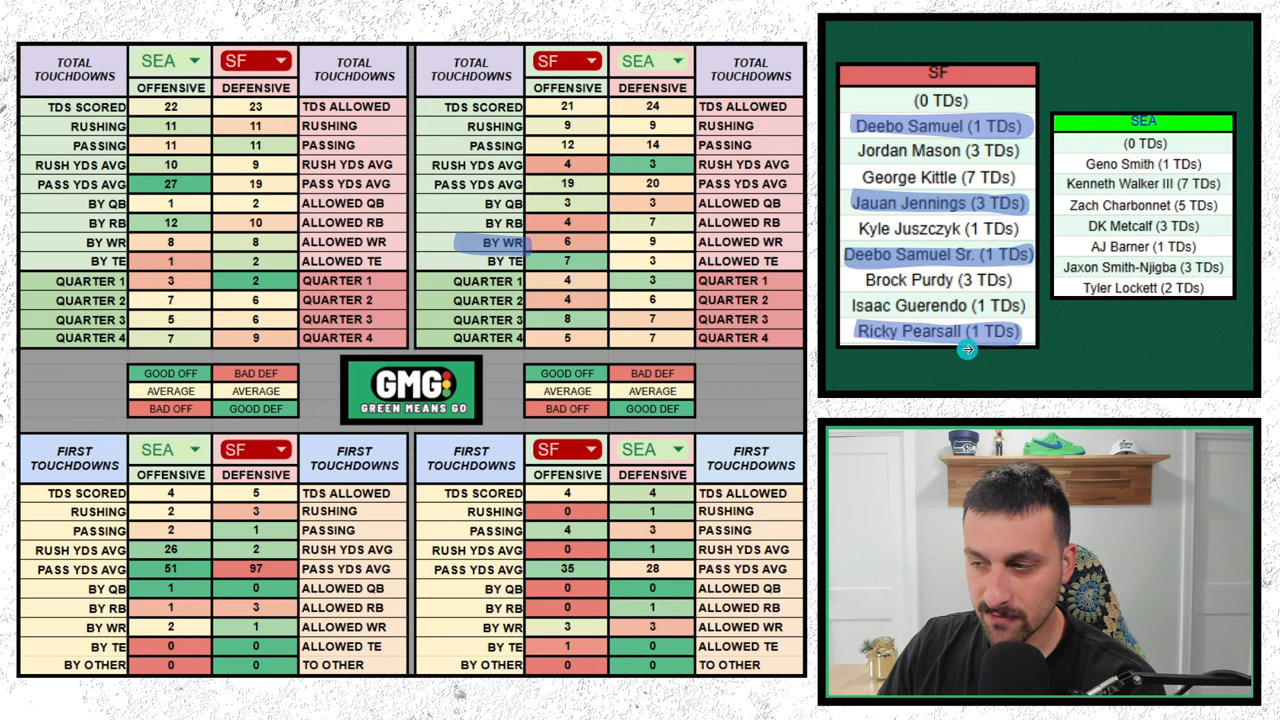 TOTAL TOUCHDOWNS SEA SF TOTAL TOUCHDOWNS
OFFENSIVE DEFENSIVE
TDS SCORED 22 23 TDS ALLOWED
RUSHING 11 11 RUSHING
PASSING 11 11 PASSING
RUSH YDS AVG 10 9 RUSH YDS AVG
PASS YDS AVG 27 19 PASS YDS AVG
BY QB 1 2 ALLOWED QB
BY RB 12 10 ALLOWED RB
BY WR 8 8 ALLOWED WR
BY TE 1 2 ALLOWED TE
QUARTER 1 3 2 QUARTER 1
QUARTER 2 7 6 QUARTER 2
QUARTER 3 5 6 QUARTER 3
QUARTER 4 7 9 QUARTER 4
TOTAL TOUCHDOWNS SF SEA TOTAL TOUCHDOWNS
OFFENSIVE DEFENSIVE
TDS SCORED 21 24 TDS ALLOWED
RUSHING 9 9 RUSHING
PASSING 12 14 PASSING
RUSH YDS AVG 4 3 RUSH YDS AVG
PASS YDS AVG 19 20 PASS YDS AVG
BY QB 3 3 ALLOWED QB
BY RB 4 7 ALLOWED RB
BY WR 6 9 ALLOWED WR
BY TE 7 3 ALLOWED TE
QUARTER 1 4 3 QUARTER 1
QUARTER 2 4 6 QUARTER 2
QUARTER 3 8 7 QUARTER 3
QUARTER 4 5 7 QUARTER 4
GOOD OFF BAD DEF
AVERAGE AVERAGE
BAD OFF GOOD DEF
GMG
GREEN MEANS GO
GOOD OFF BAD DEF
AVERAGE AVERAGE
BAD OFF GOOD DEF
FIRST TOUCHDOWNS SEA SF FIRST TOUCHDOWNS
OFFENSIVE DEFENSIVE
TDS SCORED 4 5 TDS ALLOWED
RUSHING 2 3 RUSHING
PASSING 2 1 PASSING
RUSH YDS AVG 26 2 RUSH YDS AVG
PASS YDS AVG 51 97 PASS YDS AVG
BY QB 1 0 ALLOWED QB
BY RB 1 3 ALLOWED RB
BY WR 2 1 ALLOWED WR
BY TE 0 0 ALLOWED TE
BY OTHER 0 0 TO OTHER
FIRST TOUCHDOWNS SF SEA FIRST TOUCHDOWNS
OFFENSIVE DEFENSIVE
TDS SCORED 4 4 TDS ALLOWED
RUSHING 0 1 RUSHING
PASSING 4 3 PASSING
RUSH YDS AVG 0 1 RUSH YDS AVG
PASS YDS AVG 35 28 PASS YDS AVG
BY QB 0 0 ALLOWED QB
BY RB 0 1 ALLOWED RB
BY WR 3 3 ALLOWED WR
BY TE 1 0 ALLOWED TE
BY OTHER 0 0 TO OTHER
SF
(0 TDs)
Deebo Samuel (1 TDs)
Jordan Mason (3 TDs)
George Kittle (7 TDs)
Jauan Jennings (3 TDs)
Kyle Juszczyk (1 TDs)
Deebo Samuel Sr. (1 TDs)
Brock Purdy (3 TDs)
Isaac Guerendo (1 TDs)
Ricky Pearsall (1 TDs)
SEA
(0 TDs)
Geno Smith (1 TDs)
Kenneth Walker III (7 TDs)
Zach Charbonnet (5 TDs)
DK Metcalf (3 TDs)
AJ Barner (1 TDs)
Jaxon Smith-Njigba (3 TDs)
Tyler Lockett (2 TDs)